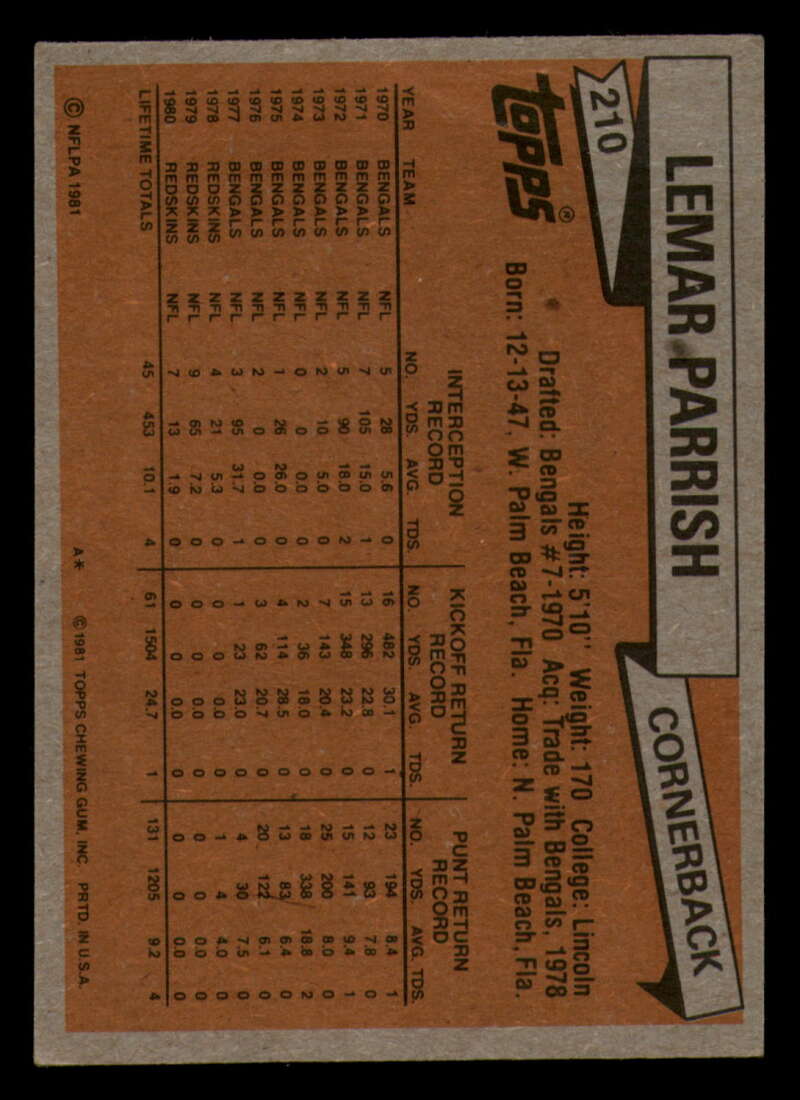 210
LEMAR PARRISH
CORNERBACK
TOPPS®
Height: 5'10" Weight: 170 College: Lincoln
Drafted: Bengals #7-1970 Acq: Trade with Bengals, 1978
Born: 12-13-47, W. Palm Beach, Fla. Home: N. Palm Beach, Fla.
INTERCEPTION RECORD KICKOFF RETURN RECORD PUNT RETURN RECORD
YEAR TEAM NO. YDS. AVG. TDS. NO. YDS. AVG. TDS. NO. YDS. AVG. TDS.
1970 BENGALS NFL 5 28 5.6 0 16 482 30.1 1 23 194 8.4 1
1971 BENGALS NFL 7 105 15.0 1 13 296 22.8 0 12 93 7.8 0
1972 BENGALS NFL 5 90 18.0 2 15 348 23.2 0 15 141 9.4 1
1973 BENGALS NFL 2 10 5.0 0 7 143 20.4 0 25 200 8.0 0
1974 BENGALS NFL 0 0 0.0 0 2 36 18.0 0 18 338 18.8 2
1975 BENGALS NFL 1 26 26.0 0 4 114 28.5 0 13 83 6.4 0
1976 BENGALS NFL 2 0 0.0 0 3 62 20.7 0 20 122 6.1 0
1977 BENGALS NFL 3 95 31.7 1 1 23 23.0 0 4 30 7.5 0
1978 REDSKINS NFL 4 21 5.3 0 0 0 0.0 0 1 4 4.0 0
1979 REDSKINS NFL 9 65 7.2 0 0 0 0.0 0 0 0 0.0 0
1980 REDSKINS NFL 7 13 1.9 0 0 0 0.0 0 0 0 0.0 0
LIFETIME TOTALS 45 453 10.1 4 61 1504 24.7 1 131 1205 9.2 4
© NFLPA 1981 A* © 1981 TOPPS CHEWING GUM, INC. PRTD. IN U.S.A.